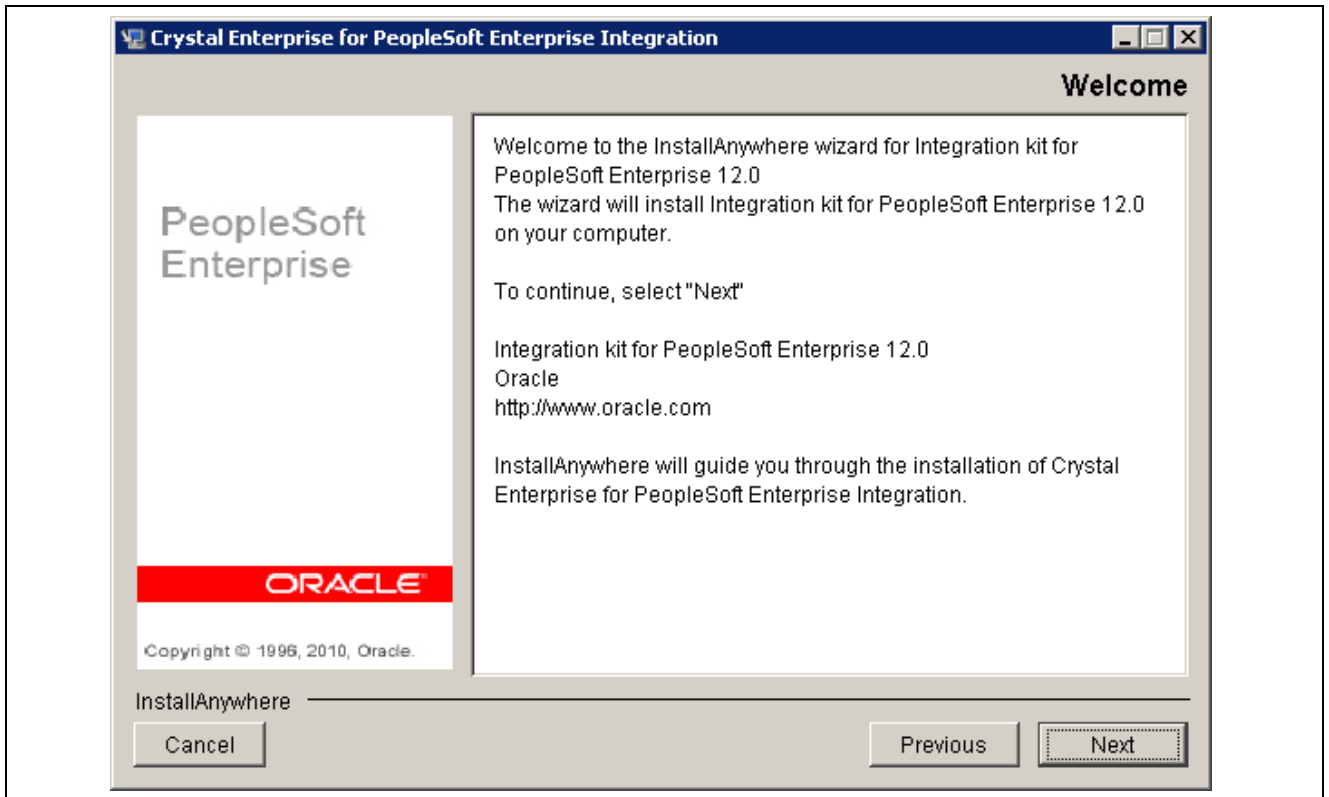 Crystal Enterprise for PeopleSoft Enterprise Integration
Welcome
PeopleSoft
Enterprise
ORACLE
Copyright © 1996, 2010, Oracle.
Welcome to the InstallAnywhere wizard for Integration kit for
PeopleSoft Enterprise 12.0
The wizard will install Integration kit for PeopleSoft Enterprise 12.0
on your computer.
To continue, select "Next"
Integration kit for PeopleSoft Enterprise 12.0
Oracle
http://www.oracle.com
InstallAnywhere will guide you through the installation of Crystal
Enterprise for PeopleSoft Enterprise Integration.
InstallAnywhere
Cancel
Previous
Next